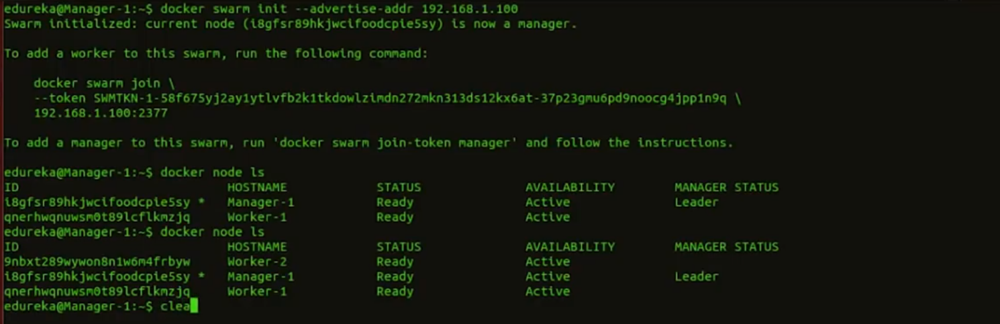 edureka@Manager-1:~$ docker swarm init --advertise-addr 192.168.1.100
Swarm initialized: current node (i8gfsr89hkjwcifoodcpie5sy) is now a manager.
To add a worker to this swarm, run the following command:
docker swarm join \
--token SWMTKN-1-58f675yj2ay1ytlvfb2k1tkdowlzimdn272mkn313ds12kx6at-37p23gmu6pd9noocg4jpp1n9q \
192.168.1.100:2377
To add a manager to this swarm, run 'docker swarm join-token manager' and follow the instructions.
edureka@Manager-1:~$ docker node ls
ID HOSTNAME STATUS AVAILABILITY MANAGER STATUS
i8gfsr89hkjwcifoodcpie5sy * Manager-1 Ready Active Leader
qnerhwqnuwsm0t89lcflkmzjq Worker-1 Ready Active
edureka@Manager-1:~$ docker node ls
ID HOSTNAME STATUS AVAILABILITY MANAGER STATUS
9nbxt289wywon8n1w6m4frbyw Worker-2 Ready Active
i8gfsr89hkjwcifoodcpie5sy * Manager-1 Ready Active Leader
qnerhwqnuwsm0t89lcflkmzjq Worker-1 Ready Active
edureka@Manager-1:~$ clea